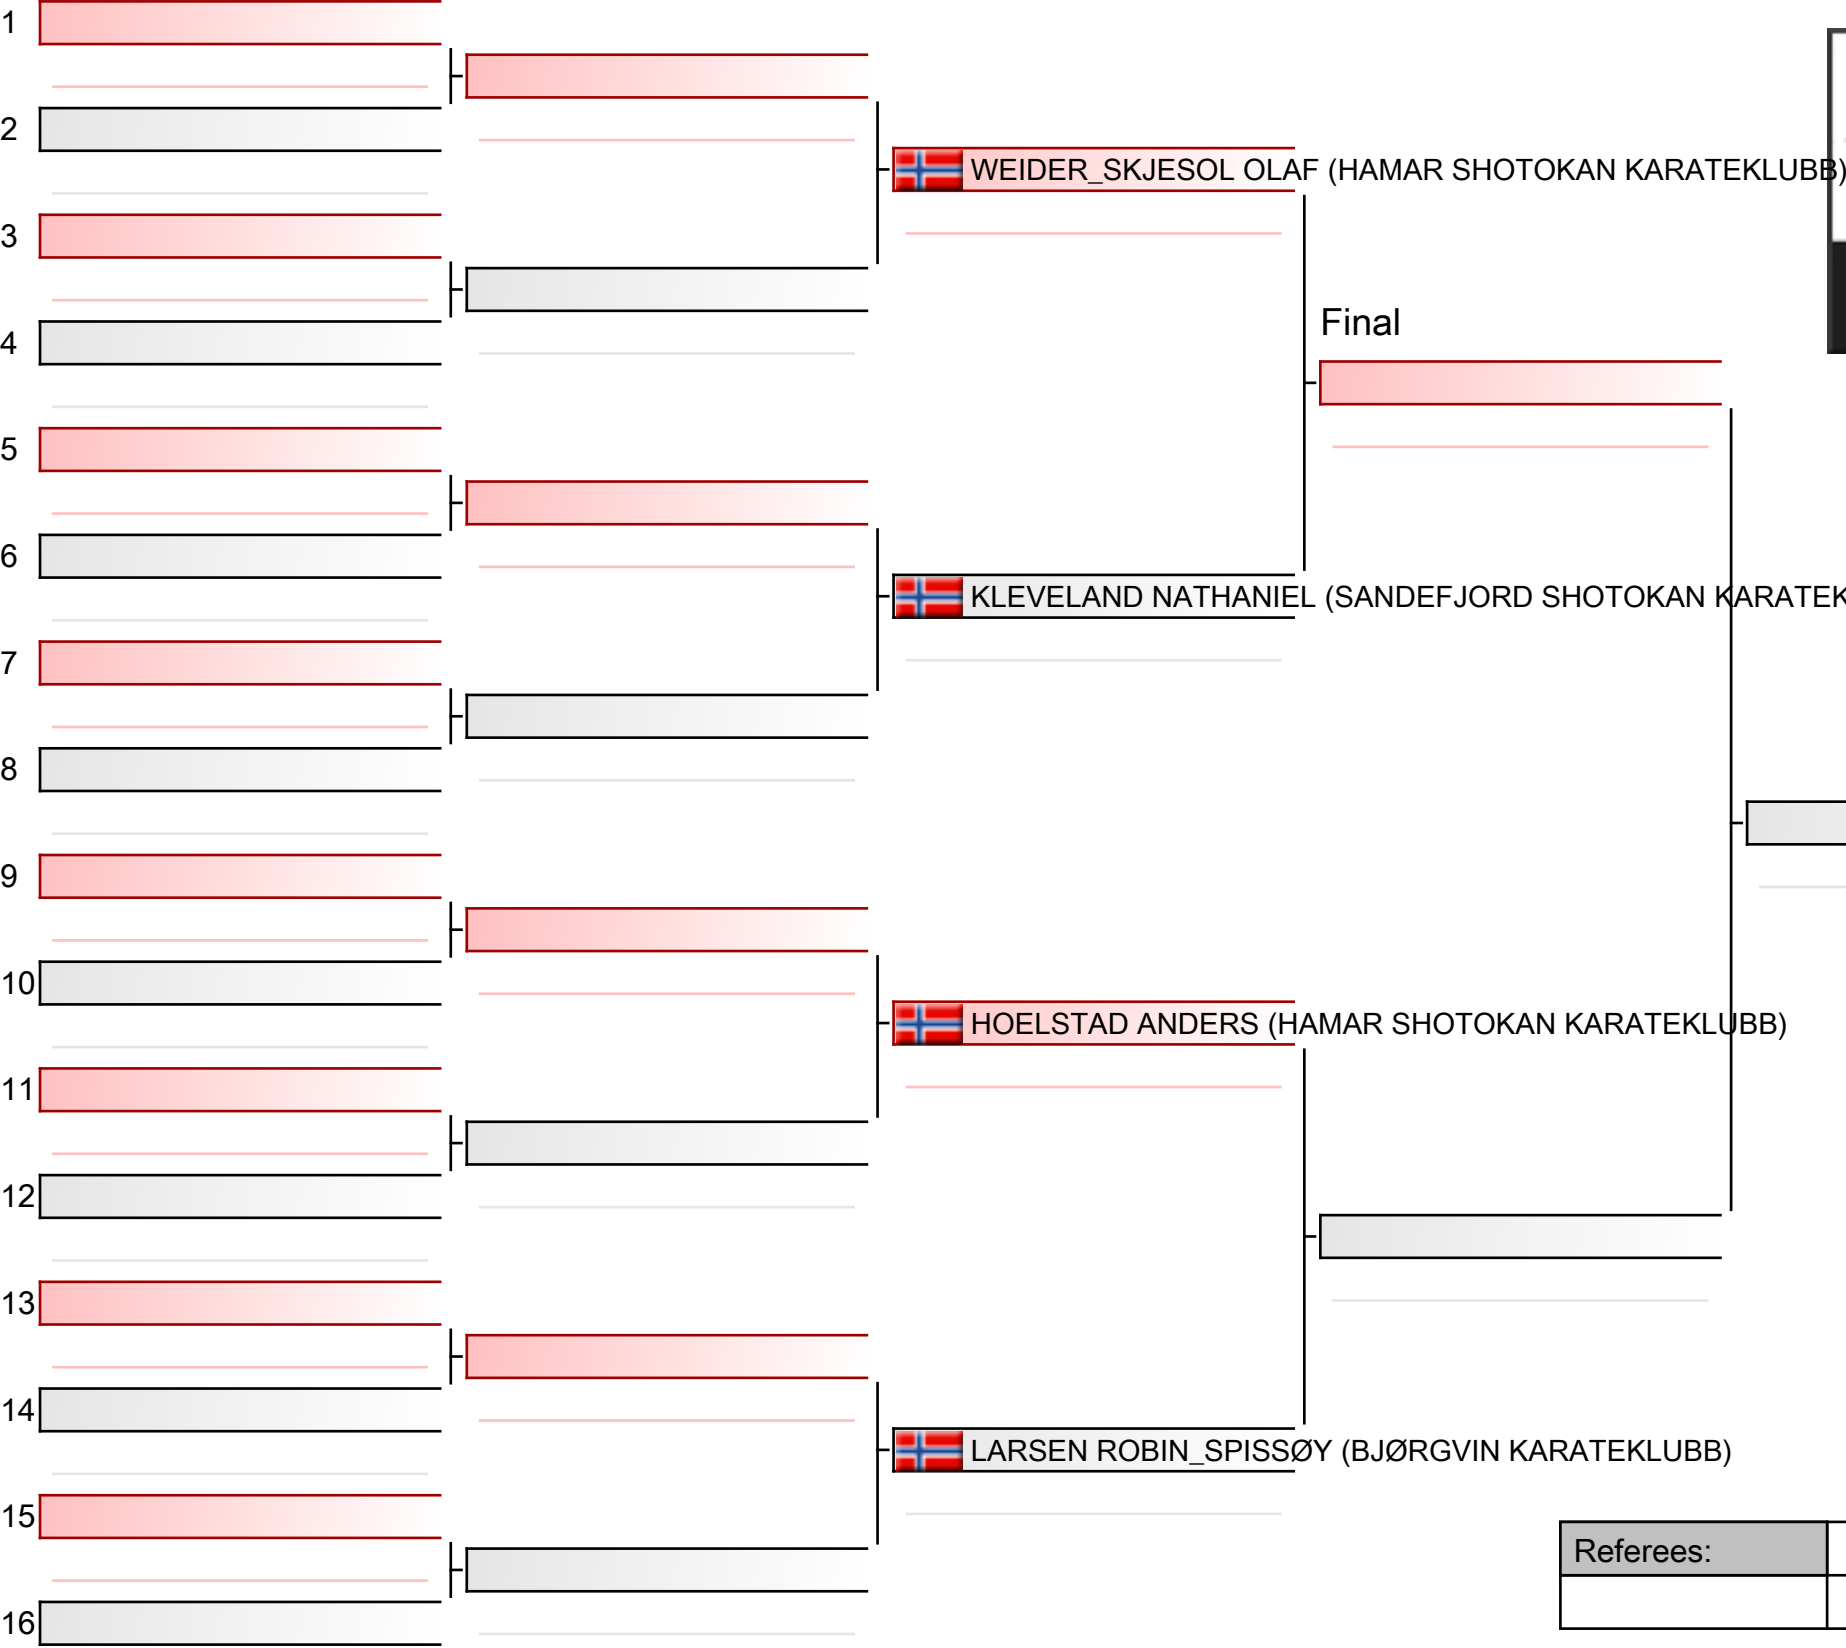 1
2
WEIDER_SKJESOL OLAF (HAMAR SHOTOKAN KARATEKLUBB)
3
Final
4
5
6
KLEVELAND NATHANIEL (SANDEFJORD SHOTOKAN
7
8
9
10
HOELSTAD ANDERS (HAMAR SHOTOKAN KARATEKLUBB)
11
12
13
14
LARSEN ROBIN_SPISSØY (BJØRGVIN KARATEKLUBB)
15
Referees:
16